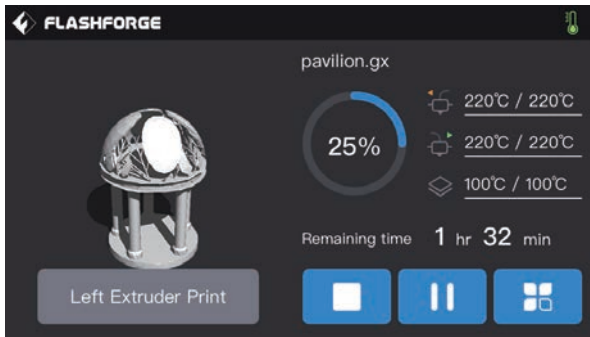 FLASHFORGE
pavilion.gx
25%
220℃ / 220℃
220℃ / 220℃
100℃ / 100℃
Remaining time 1 hr 32 min
Left Extruder Print